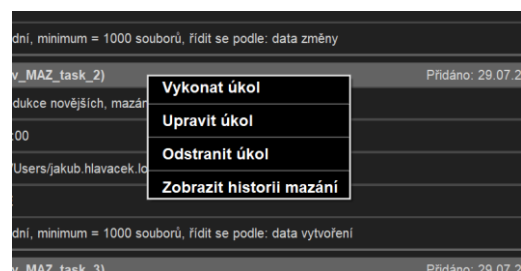 dní, minimum = 1000 souborů, řídit se podle: data změny
v_MAZ_task_2) Přidáno: 29.07.2
Vykonat úkol
dukce novějších, mazán
Upravit úkol
:00
Odstranit úkol
/Users/jakub.hlavacek.lo
Zobrazit historii mazání
dní, minimum = 1000 souborů, řídit se podle: data vytvoření
v_MAZ_task_3) Přidáno: 29.07.2